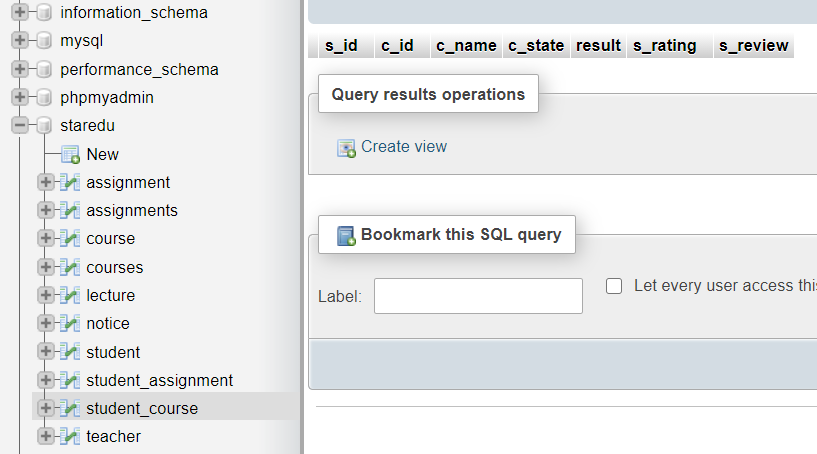 information_schema
mysql
performance_schema
phpmyadmin
staredu
New
assignment
assignments
course
courses
lecture
notice
student
student_assignment
student_course
teacher
s_id c_id c_name c_state result s_rating s_review
Query results operations
Create view
Bookmark this SQL query
Label:
Let every user access this